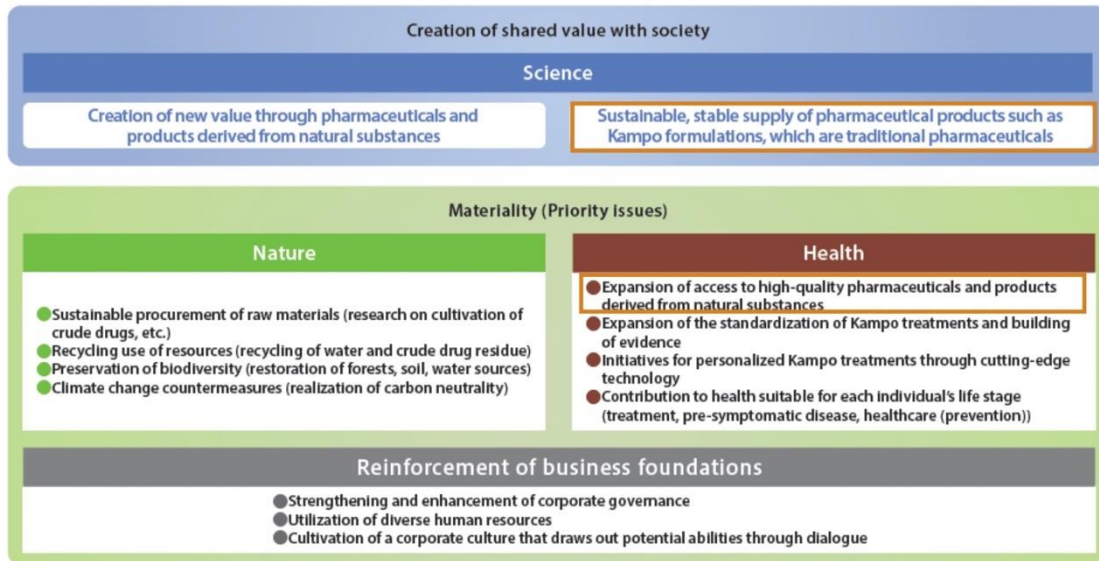 Creation of shared value with society
Science
Creation of new value through pharmaceuticals and
products derived from natural substances
Sustainable, stable supply of pharmaceutical products such as
Kampo formulations, which are traditional pharmaceuticals
Materiality (Priority issues)
Nature
●Sustainable procurement of raw materials (research on cultivation of
crude drugs, etc.)
●Recycling use of resources (recycling of water and crude drug residue)
●Preservation of biodiversity (restoration of forests, soil, water sources)
●Climate change countermeasures (realization of carbon neutrality)
Health
●Expansion of access to high-quality pharmaceuticals and products
derived from natural substances
●Expansion of the standardization of Kampo treatments and building
of evidence
●Initiatives for personalized Kampo treatments through cutting-edge
technology
●Contribution to health suitable for each individual's life stage
(treatment, pre-symptomatic disease, healthcare (prevention))
Reinforcement of business foundations
●Strengthening and enhancement of corporate governance
●Utilization of diverse human resources
●Cultivation of a corporate culture that draws out potential abilities through dialogue